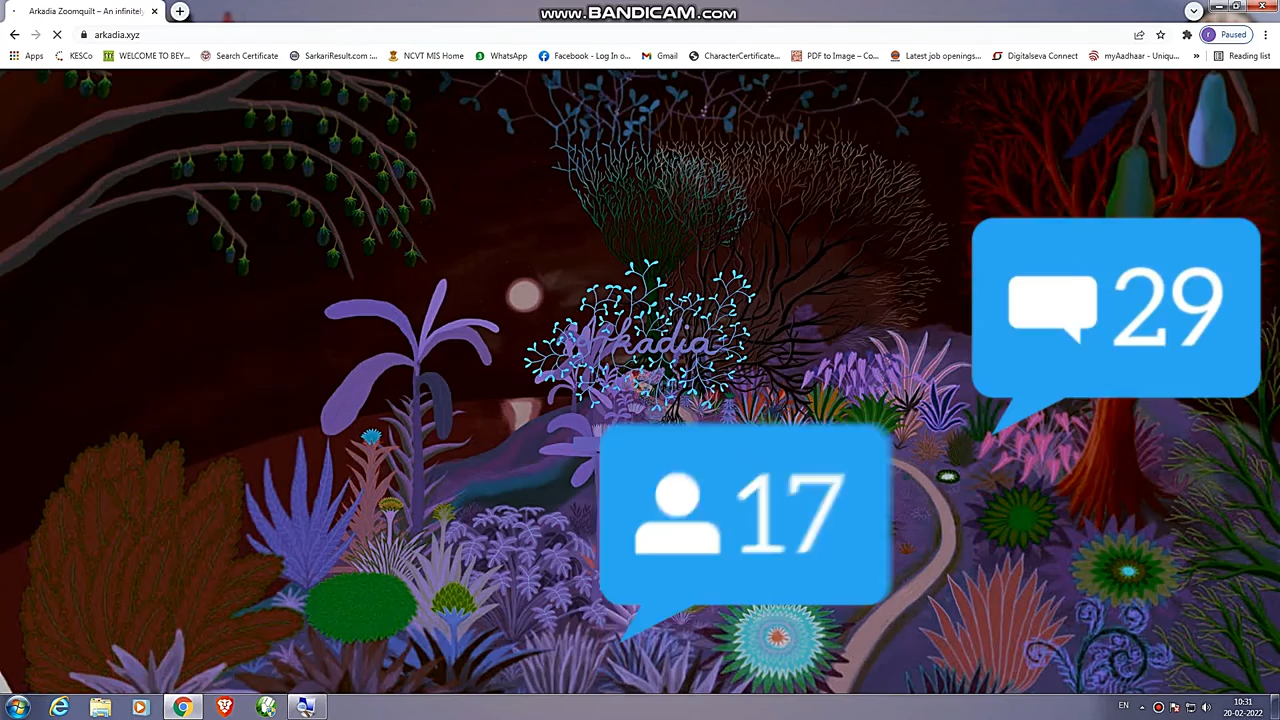 www.BANDICAM.com
Arkadia Zoomquilt – An infinitely
Paused
arkadia.xyz
Apps
KESCo
WELCOME TO BEY...
Search Certificate
SarkariResult.com :...
NCVT MIS Home
WhatsApp
Facebook - Log In o...
Gmail
CharacterCertificate...
PDF to Image – Co...
Latest job openings...
Digitalseva Connect
myAadhaar - Uniqu...
»
Reading list
29
Arkadia
17
EN
10:31
20-02-2022